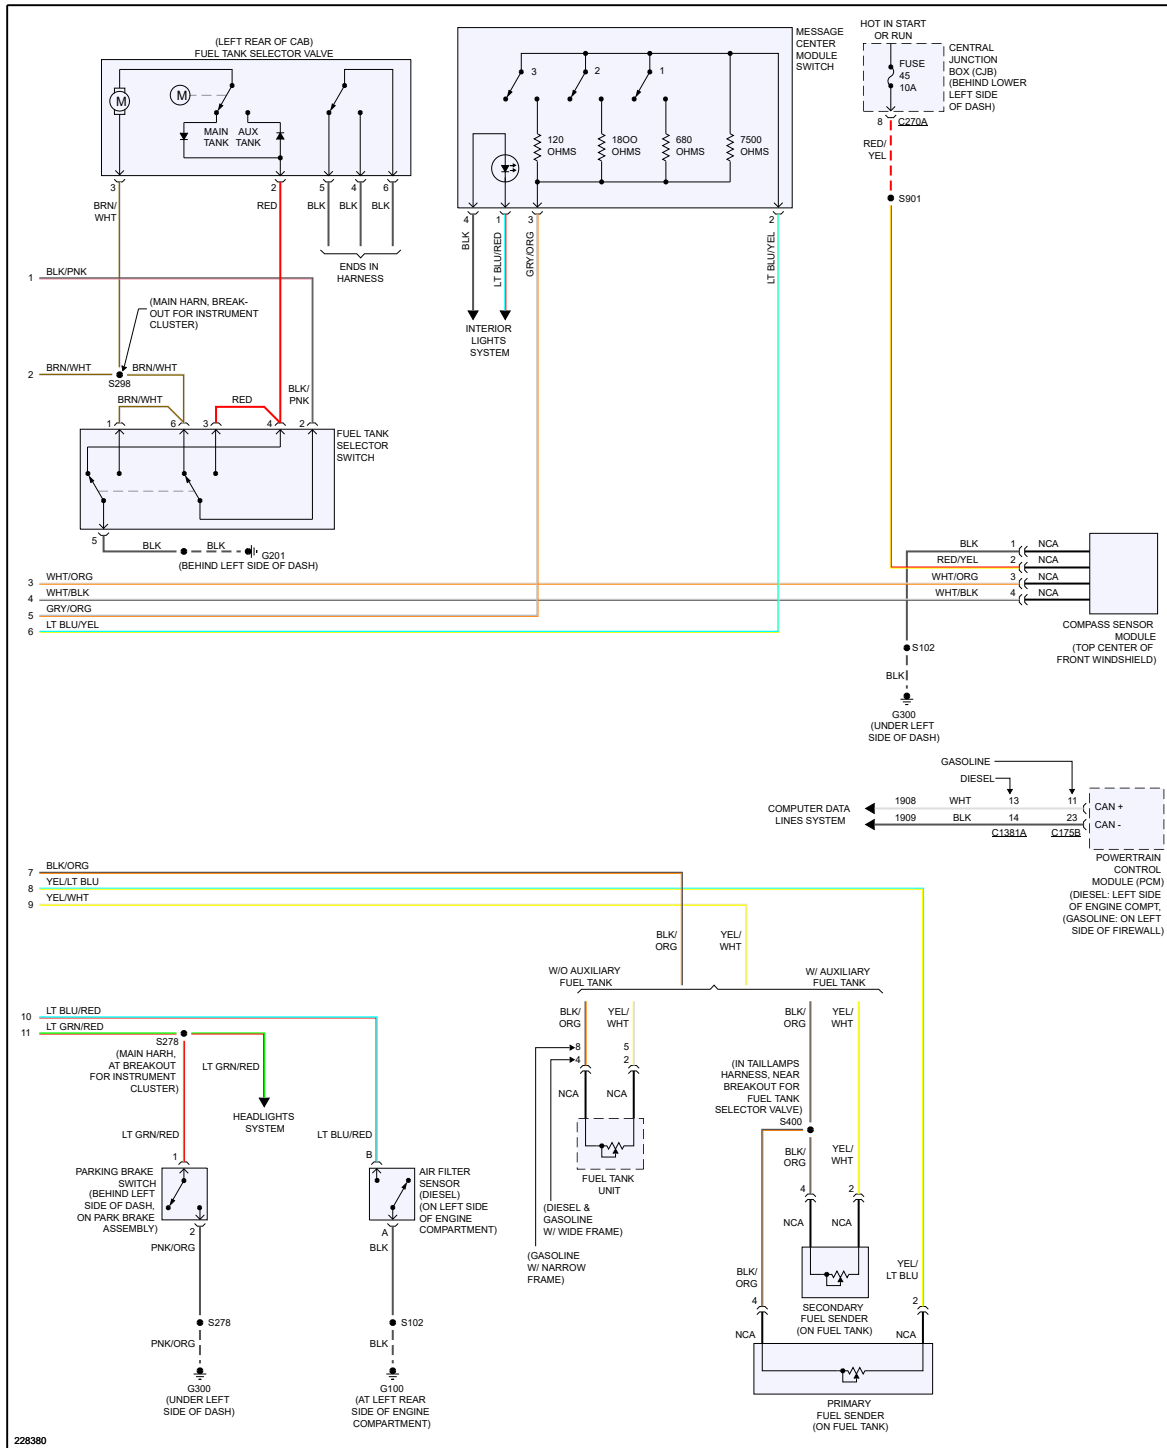 (LEFT REAR OF CAB)
FUEL TANK SELECTOR VALVE
M
M
MAIN
TANK
AUX
TANK
3
2
5
4
6
BRN/
WHT
RED
BLK
BLK
BLK
ENDS IN
HARNESS
MESSAGE
CENTER
MODULE
SWITCH
3
2
1
120
OHMS
18OO
OHMS
680
OHMS
7500
OHMS
4
1
3
2
BLK
LT BLU/RED
GRY/ORG
LT BLU/YEL
INTERIOR
LIGHTS
SYSTEM
HOT IN START
OR RUN
FUSE
45
10A
CENTRAL
JUNCTION
BOX (CJB)
(BEHIND LOWER
LEFT SIDE
OF DASH)
8
C270A
RED/
YEL
S901
1
BLK/PNK
(MAIN HARN, BREAK-
OUT FOR INSTRUMENT
CLUSTER)
2
BRN/WHT
BRN/WHT
S298
BRN/WHT
RED
BLK/
PNK
1
6
3
4
2
FUEL TANK
SELECTOR
SWITCH
5
BLK
BLK
G201
(BEHIND LEFT SIDE OF DASH)
3
WHT/ORG
4
WHT/BLK
5
GRY/ORG
6
LT BLU/YEL
BLK
1
NCA
RED/YEL
2
NCA
WHT/ORG
3
NCA
WHT/BLK
4
NCA
COMPASS SENSOR
MODULE
(TOP CENTER OF
FRONT WINDSHIELD)
S102
BLK
G300
(UNDER LEFT
SIDE OF DASH)
GASOLINE
DIESEL
COMPUTER DATA
LINES SYSTEM
1908
WHT
13
11
CAN +
1909
BLK
14
23
CAN -
C1381A
C175B
POWERTRAIN
CONTROL
MODULE (PCM)
(DIESEL: LEFT SIDE
OF ENGINE COMPT,
(GASOLINE: ON LEFT
SIDE OF FIREWALL)
7
BLK/ORG
8
YEL/LT BLU
9
YEL/WHT
BLK/
ORG
YEL/
WHT
W/O AUXILIARY
FUEL TANK
W/ AUXILIARY
FUEL TANK
BLK/
ORG
YEL/
WHT
BLK/
ORG
YEL/
WHT
8
5
4
2
NCA
NCA
FUEL TANK
UNIT
(DIESEL &
GASOLINE
W/ WIDE FRAME)
(GASOLINE
W/ NARROW
FRAME)
(IN TAILLAMPS
HARNESS, NEAR
BREAKOUT FOR
FUEL TANK
SELECTOR VALVE)
S400
BLK/
ORG
YEL/
WHT
4
2
NCA
NCA
SECONDARY
FUEL SENDER
(ON FUEL TANK)
BLK/
ORG
YEL/
LT BLU
4
2
NCA
NCA
PRIMARY
FUEL SENDER
(ON FUEL TANK)
10
LT BLU/RED
11
LT GRN/RED
S278
(MAIN HARH,
AT BREAKOUT
FOR INSTRUMENT
CLUSTER)
LT GRN/RED
HEADLIGHTS
SYSTEM
LT GRN/RED
1
PARKING BRAKE
SWITCH
(BEHIND LEFT
SIDE OF DASH,
ON PARK BRAKE
ASSEMBLY)
2
PNK/ORG
S278
PNK/ORG
G300
(UNDER LEFT
SIDE OF DASH)
LT BLU/RED
B
AIR FILTER
SENSOR
(DIESEL)
(ON LEFT SIDE
OF ENGINE
COMPARTMENT)
A
BLK
S102
BLK
G100
(AT LEFT REAR
SIDE OF ENGINE
COMPARTMENT)
228380